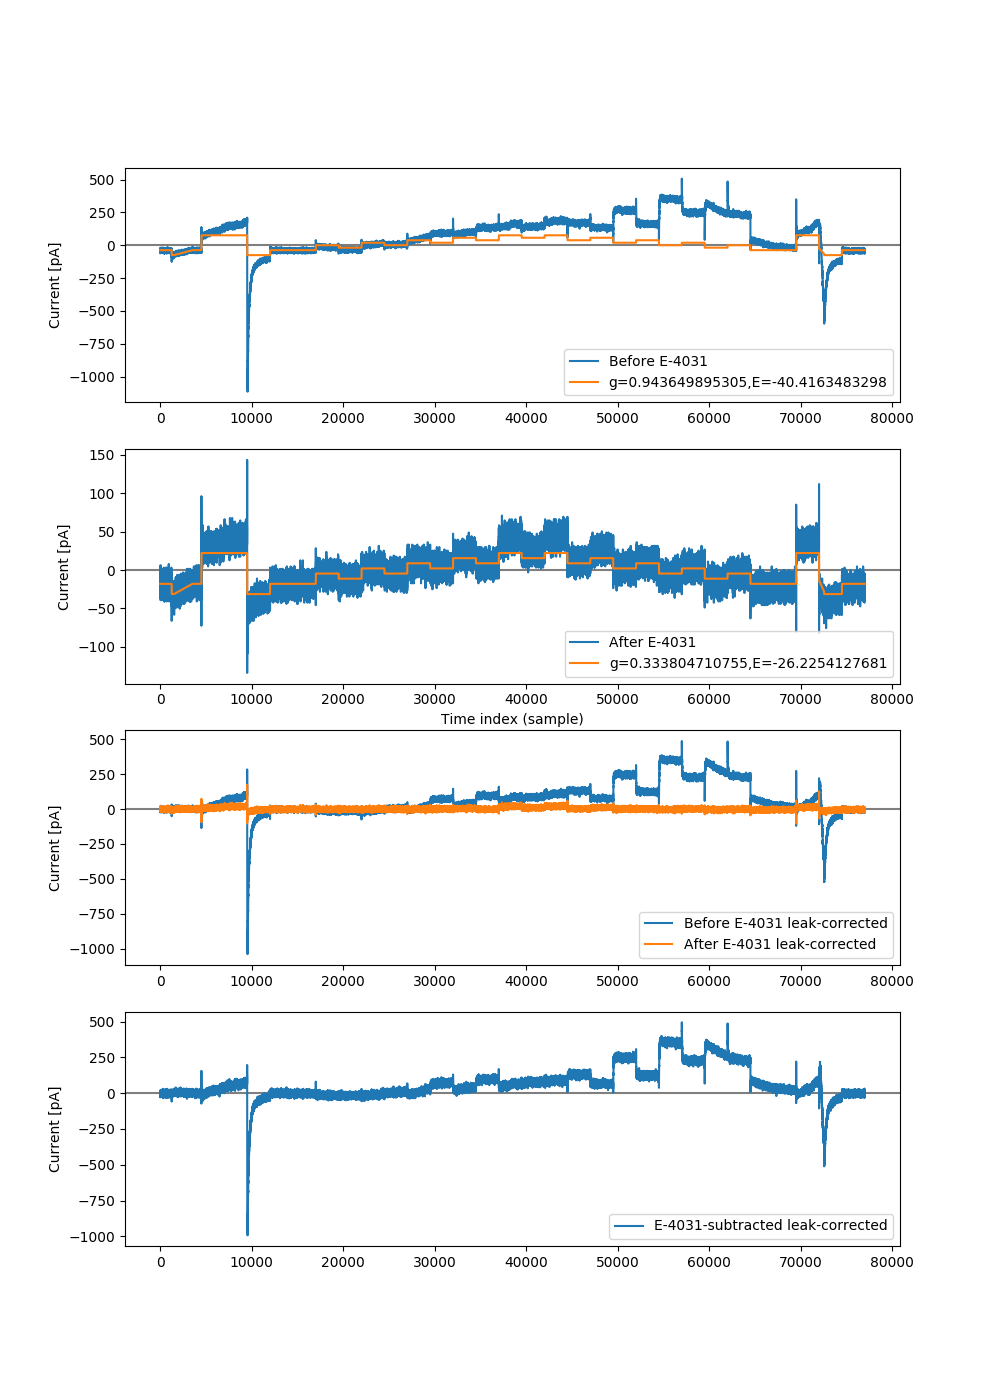 500
250
0
−250
−500
−750
−1000
Current [pA]
Before E-4031
g=0.943649895305,E=-40.4163483298
0 10000 20000 30000 40000 50000 60000 70000 80000
150
100
50
0
−50
−100
Current [pA]
After E-4031
g=0.333804710755,E=-26.2254127681
0 10000 20000 30000 40000 50000 60000 70000 80000
Time index (sample)
500
250
0
−250
−500
−750
−1000
Current [pA]
Before E-4031 leak-corrected
After E-4031 leak-corrected
0 10000 20000 30000 40000 50000 60000 70000 80000
500
250
0
−250
−500
−750
−1000
Current [pA]
E-4031-subtracted leak-corrected
0 10000 20000 30000 40000 50000 60000 70000 80000